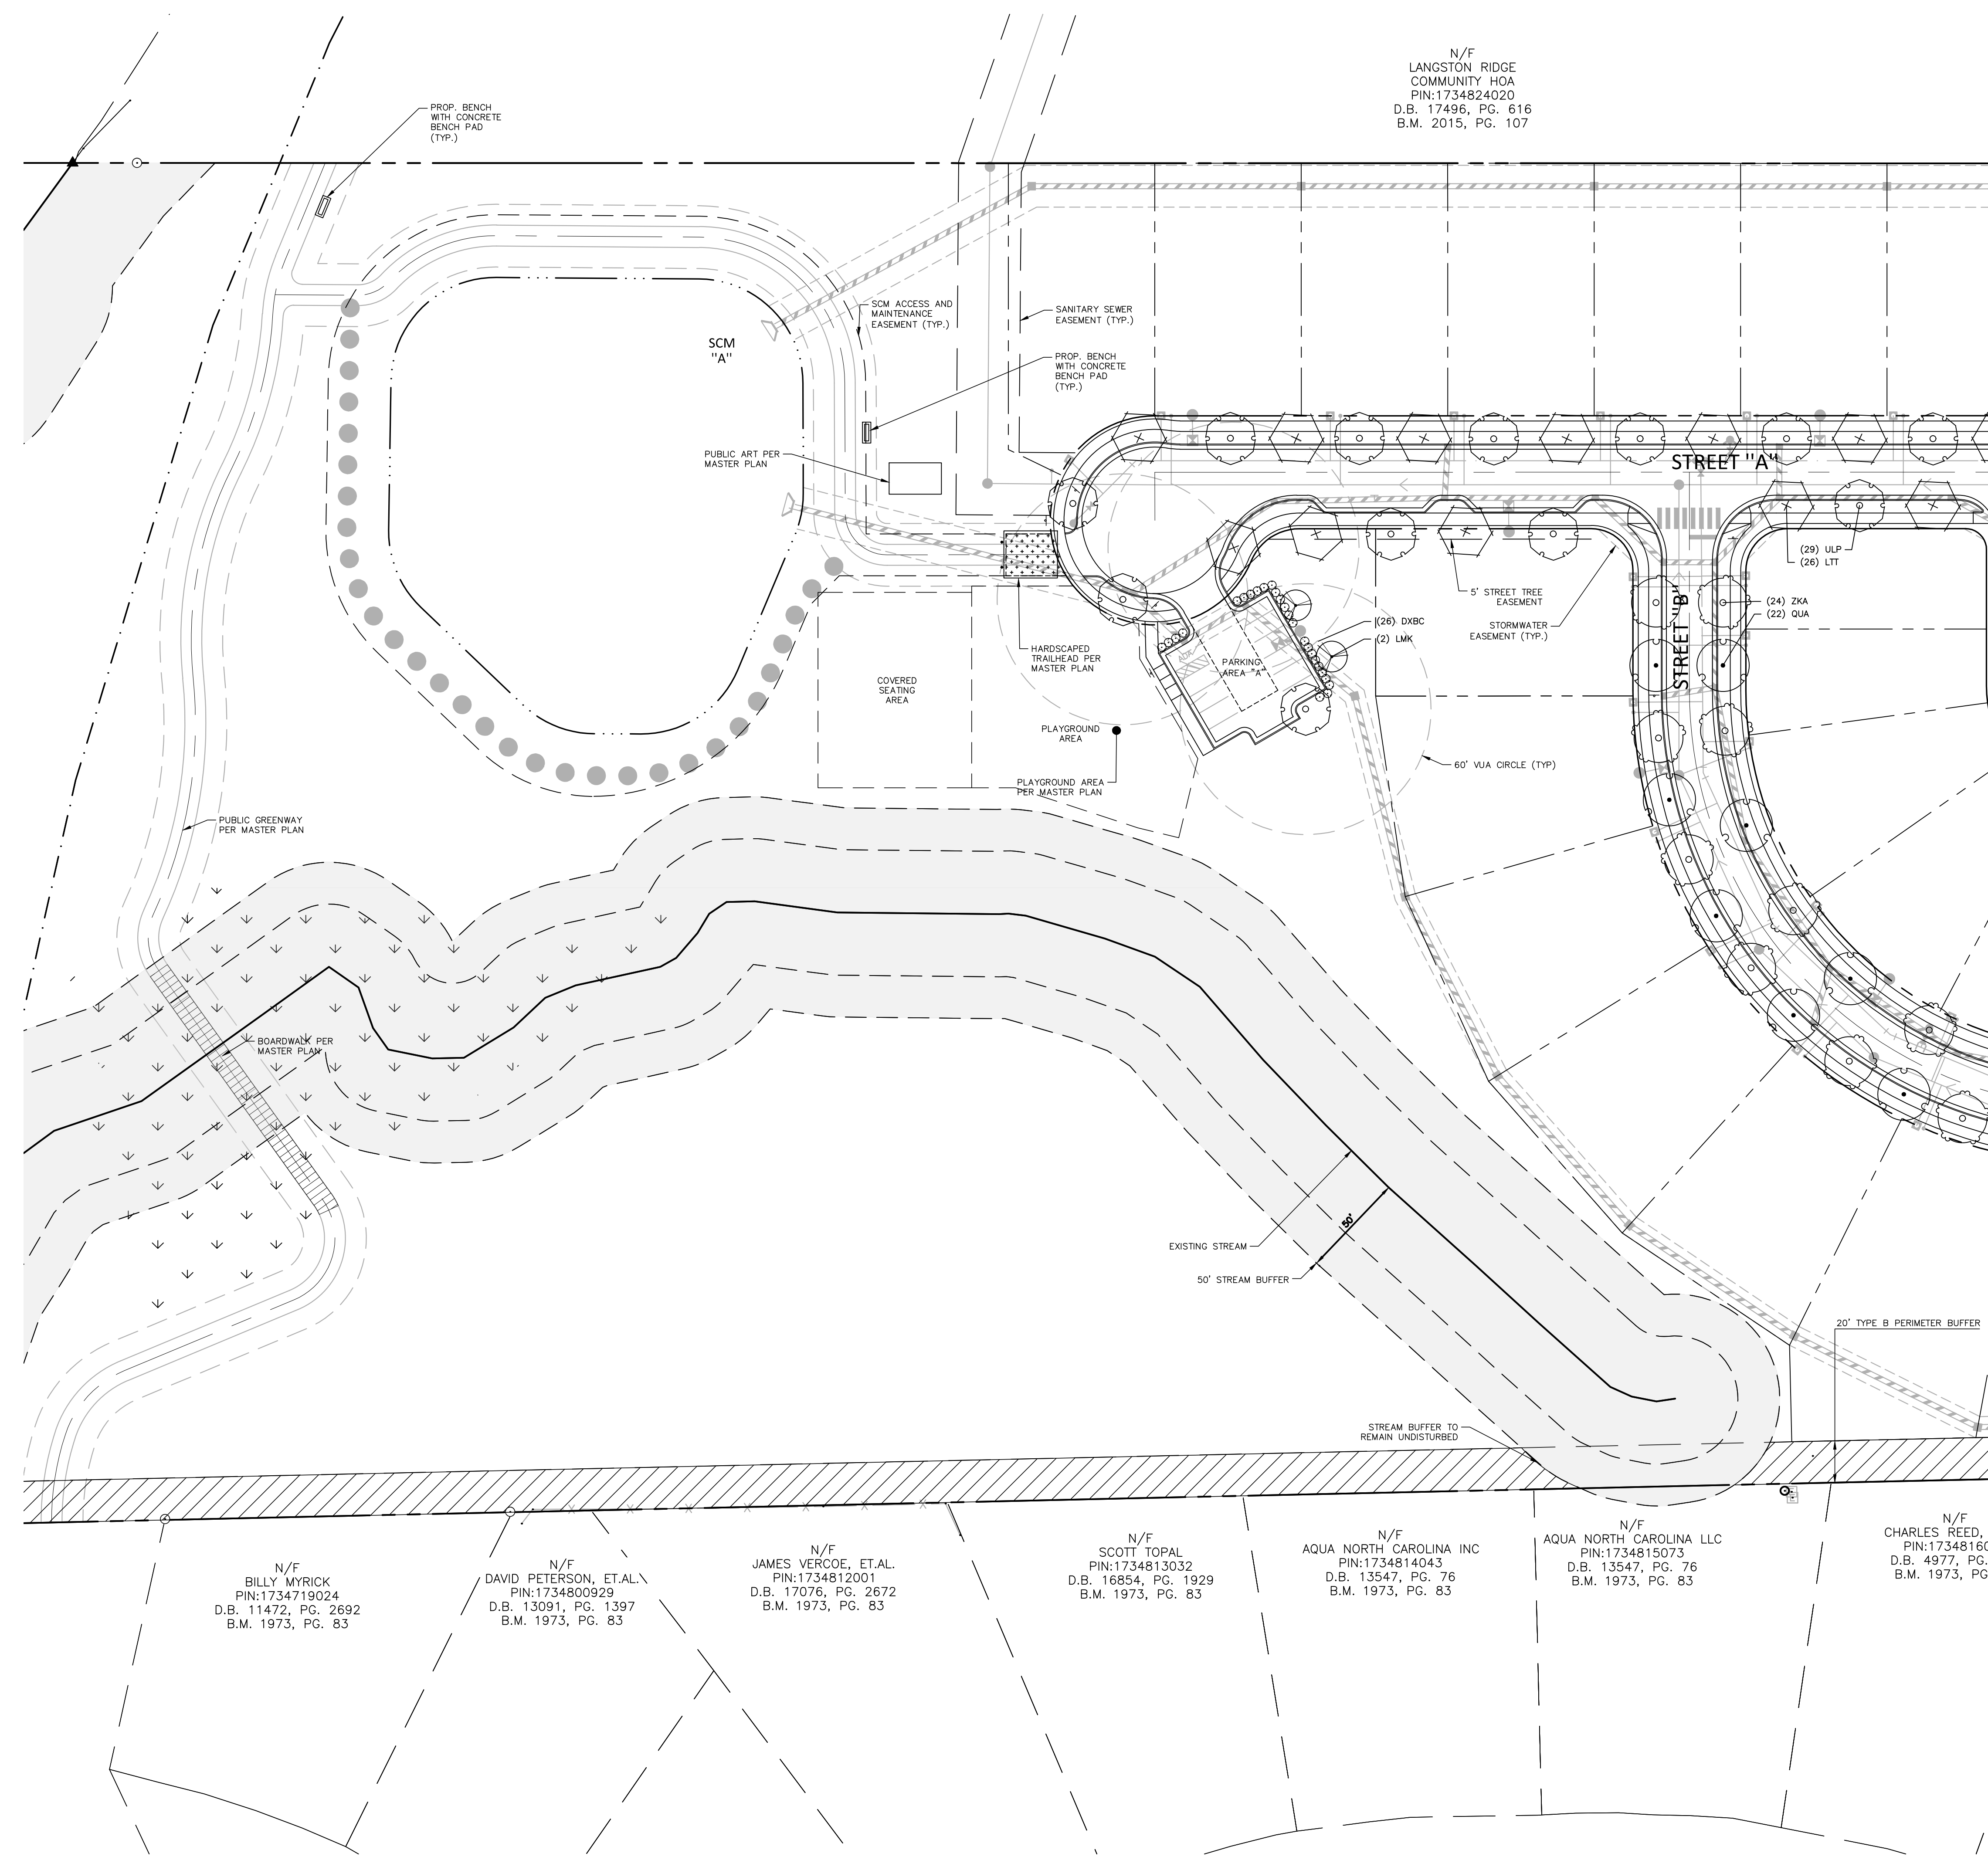 N/F
LANGSTON RIDGE
COMMUNITY HOA
PIN:1734824020
D.B. 17496, PG. 616
B.M. 2015, PG. 107
PROP. BENCH
WITH CONCRETE
BENCH PAD
(TYP.)
SCM ACCESS AND
MAINTENANCE
EASEMENT (TYP.)
SANITARY SEWER
EASEMENT (TYP.)
SCM
"A"
PROP. BENCH
WITH CONCRETE
BENCH PAD
(TYP.)
PUBLIC ART PER
MASTER PLAN
STREET "A"
(29) ULP
(26) LTT
5' STREET TREE
EASEMENT
STORMWATER
EASEMENT (TYP.)
STREET "B"
(24) ZKA
(22) QUA
(26) DXBC
(2) LMK
HARDSCAPED
TRAILHEAD PER
MASTER PLAN
PARKING
AREA "A"
COVERED
SEATING
AREA
PLAYGROUND
AREA
60' VUA CIRCLE (TYP)
PLAYGROUND AREA
PER MASTER PLAN
PUBLIC GREENWAY
PER MASTER PLAN
BOARDWALK PER
MASTER PLAN
50'
EXISTING STREAM
50' STREAM BUFFER
20' TYPE B PERIMETER BUFFER
STREAM BUFFER TO
REMAIN UNDISTURBED
N/F
BILLY MYRICK
PIN:1734719024
D.B. 11472, PG. 2692
B.M. 1973, PG. 83
N/F
DAVID PETERSON, ET.AL.
PIN:1734800929
D.B. 13091, PG. 1397
B.M. 1973, PG. 83
N/F
JAMES VERCOE, ET.AL.
PIN:1734812001
D.B. 17076, PG. 2672
B.M. 1973, PG. 83
N/F
SCOTT TOPAL
PIN:1734813032
D.B. 16854, PG. 1929
B.M. 1973, PG. 83
N/F
AQUA NORTH CAROLINA INC
PIN:1734814043
D.B. 13547, PG. 76
B.M. 1973, PG. 83
N/F
AQUA NORTH CAROLINA LLC
PIN:1734815073
D.B. 13547, PG. 76
B.M. 1973, PG. 83
N/F
CHARLES REED,
PIN:17348160
D.B. 4977, PG.
B.M. 1973, PG.